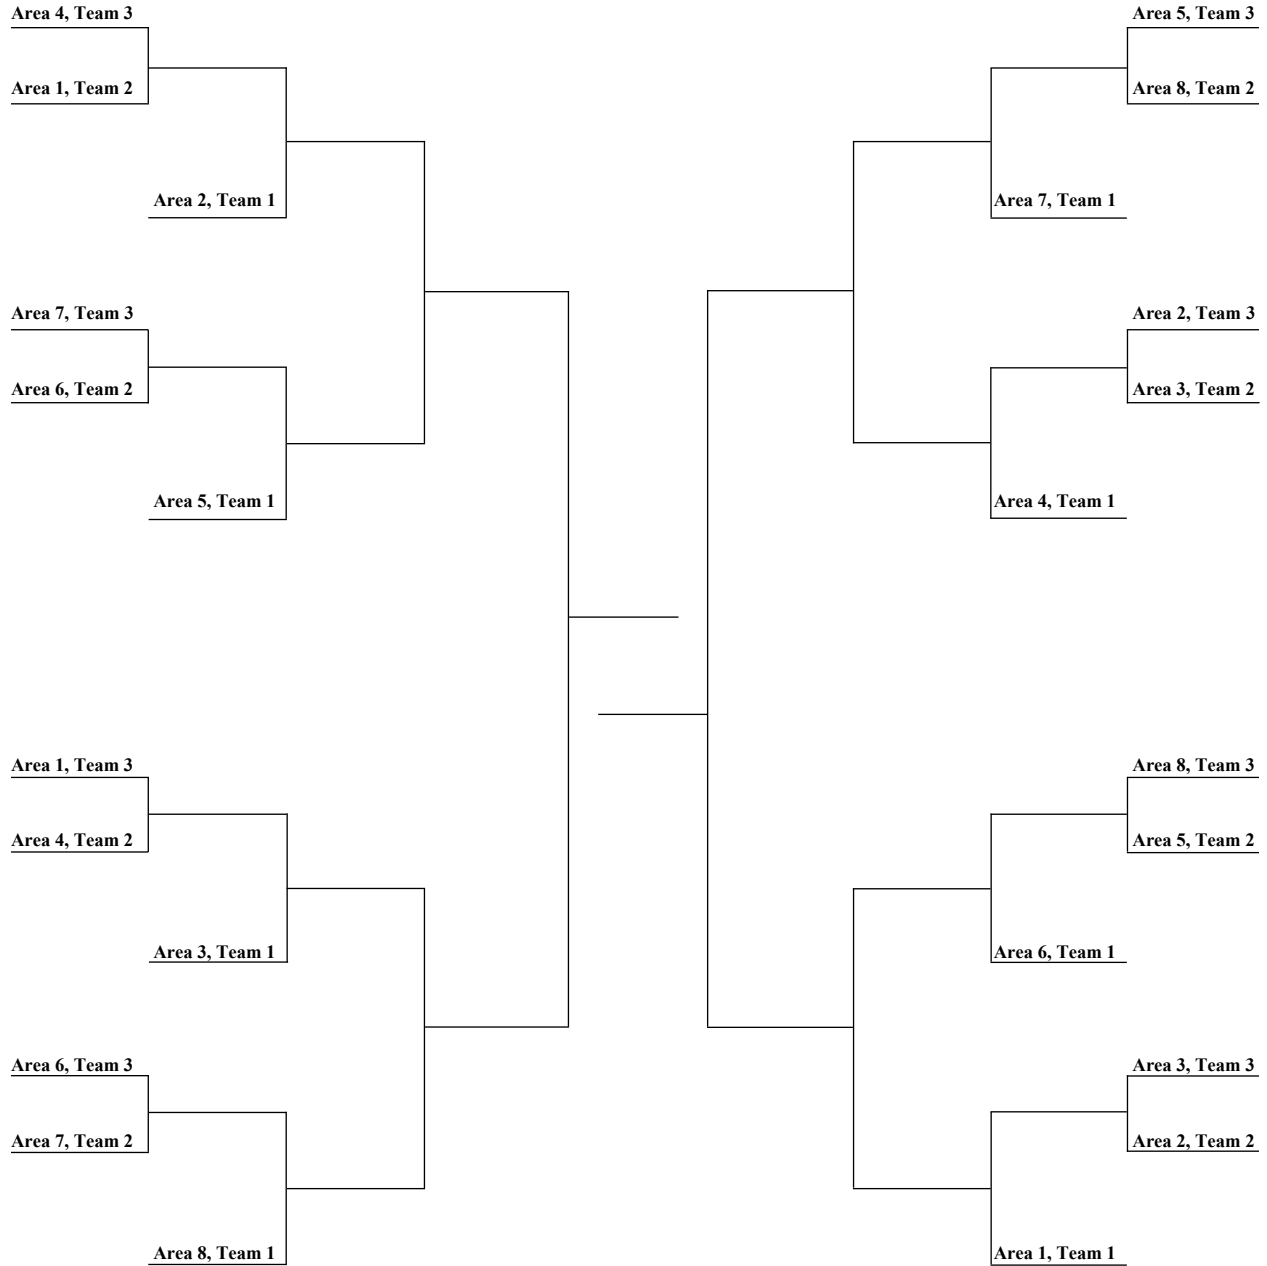 Area 4, Team 3
Area 5, Team 3
Area 1, Team 2
Area 8, Team 2
Area 2, Team 1
Area 7, Team 1
Area 7, Team 3
Area 2, Team 3
Area 6, Team 2
Area 3, Team 2
Area 5, Team 1
Area 4, Team 1
Area 1, Team 3
Area 8, Team 3
Area 4, Team 2
Area 5, Team 2
Area 3, Team 1
Area 6, Team 1
Area 6, Team 3
Area 3, Team 3
Area 7, Team 2
Area 2, Team 2
Area 8, Team 1
Area 1, Team 1